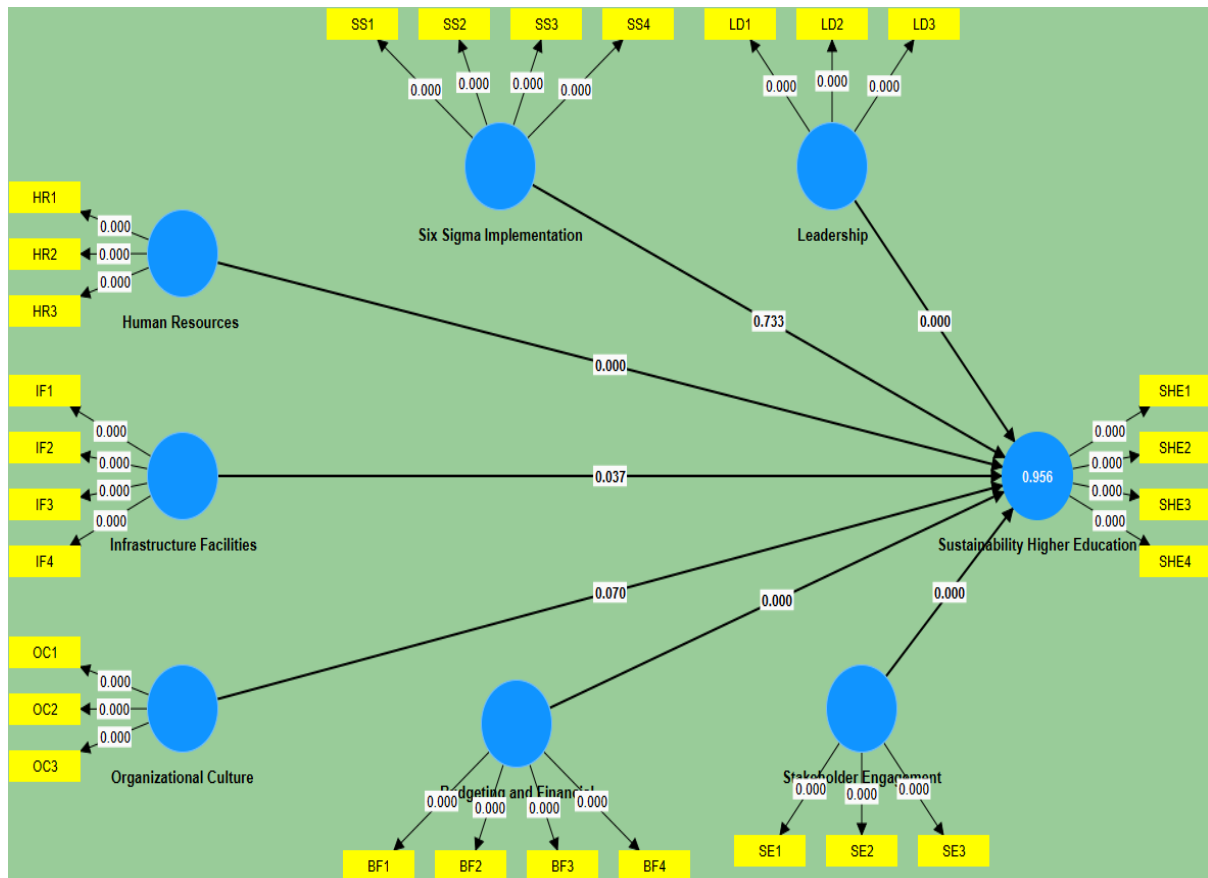 SS1
SS2
SS3
SS4
LD1
LD2
LD3
0.000
0.000
0.000
0.000
0.000
0.000
0.000
Six Sigma Implementation
Leadership
HR1
HR2
HR3
0.000
0.000
0.000
Human Resources
0.733
0.000
0.000
IF1
IF2
IF3
IF4
0.000
0.000
0.000
0.000
Infrastructure Facilities
0.037
0.956
Sustainability Higher Education
SHE1
SHE2
SHE3
SHE4
0.000
0.000
0.000
0.000
0.070
0.000
0.000
OC1
OC2
OC3
0.000
0.000
0.000
Organizational Culture
Budgeting and Financial
0.000
0.000
0.000
0.000
BF1
BF2
BF3
BF4
Stakeholder Engagement
0.000
0.000
0.000
SE1
SE2
SE3